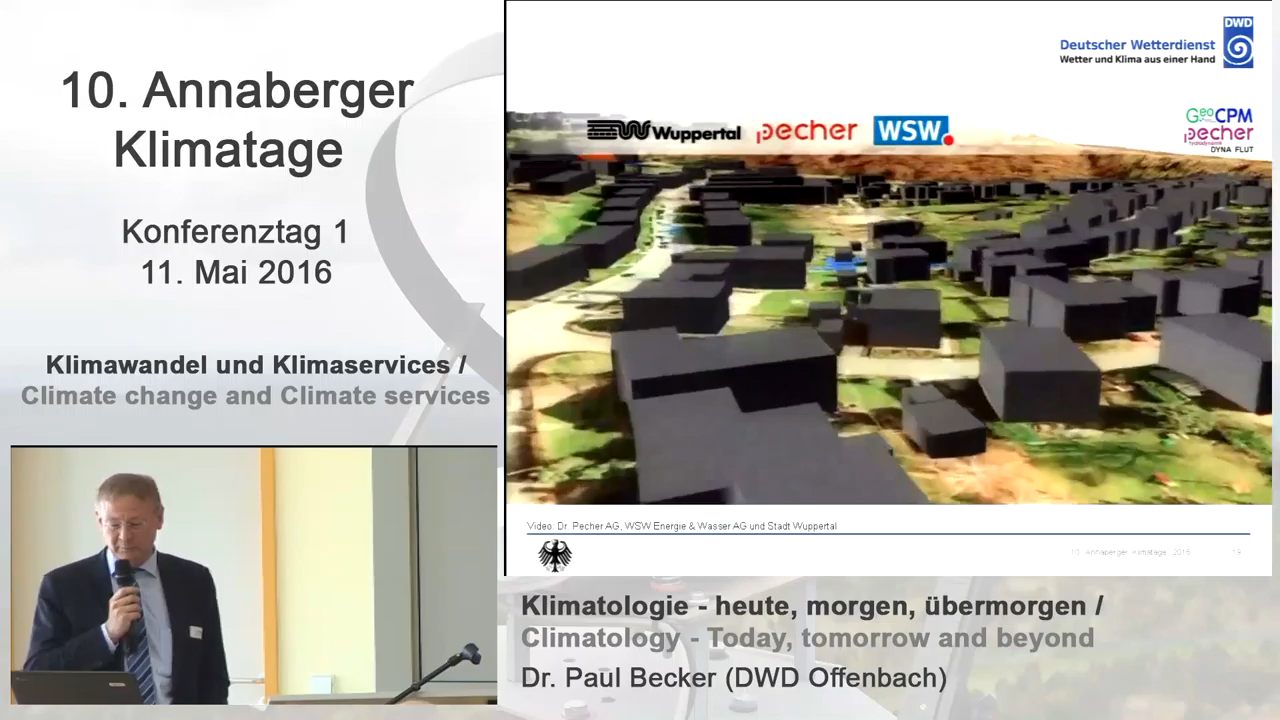 10. Annaberger
Klimatage
Konferenztag 1
11. Mai 2016
Klimawandel und Klimaservices /
Climate change and Climate services
DWD
Deutscher Wetterdienst
Wetter und Klima aus einer Hand
Wuppertal
pecher
WSW.
GeoCPM
pecher
hydrodynamik
DYNA FLUT
Video: Dr. Pecher AG, WSW Energie & Wasser AG und Stadt Wuppertal
10. Annaberger Klimatage 2016
19
Klimatologie - heute, morgen, übermorgen /
Climatology - Today, tomorrow and beyond
Dr. Paul Becker (DWD Offenbach)